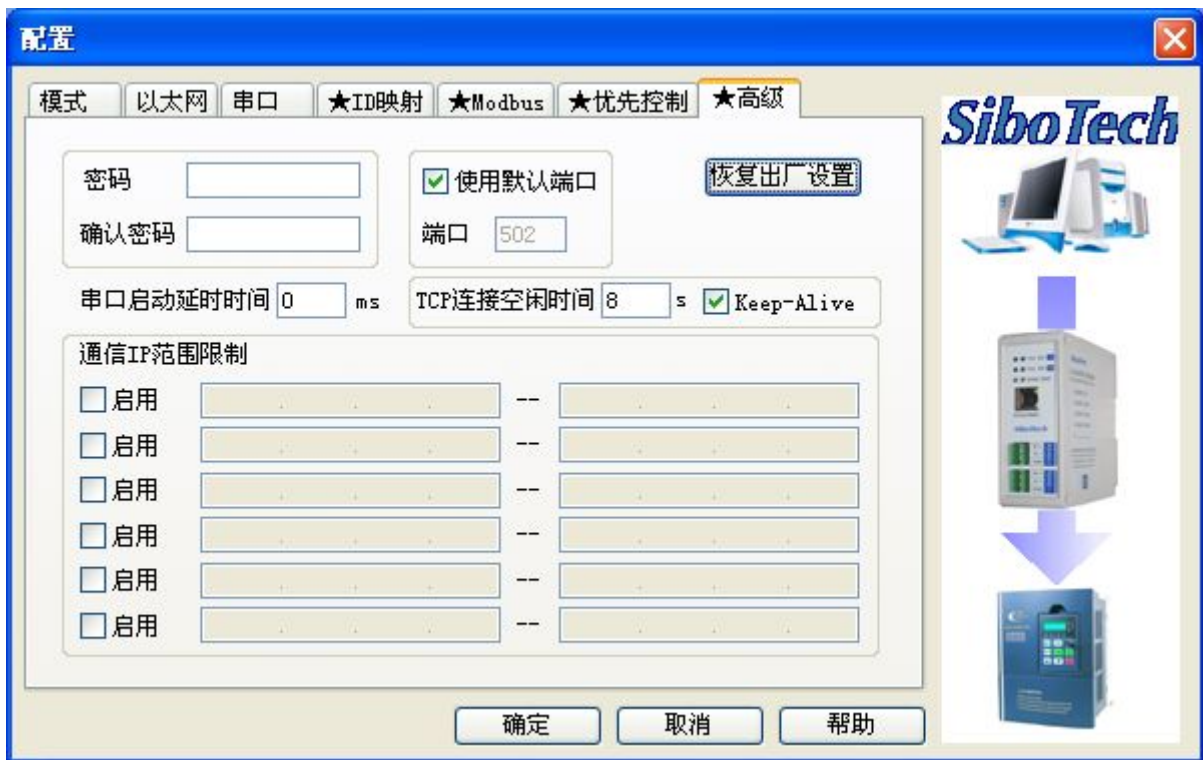 配置
模式 以太网 串口 ★ID映射 ★Modbus ★优先控制 ★高级
SiboTech
密码
使用默认端口
恢复出厂设置
确认密码
端口 502
串口启动延时时间 0 ms
TCP连接空闲时间 8 s Keep-Alive
通信IP范围限制
启用 . . . -- . . .
启用 . . . -- . . .
启用 . . . -- . . .
启用 . . . -- . . .
启用 . . . -- . . .
启用 . . . -- . . .
确定 取消 帮助